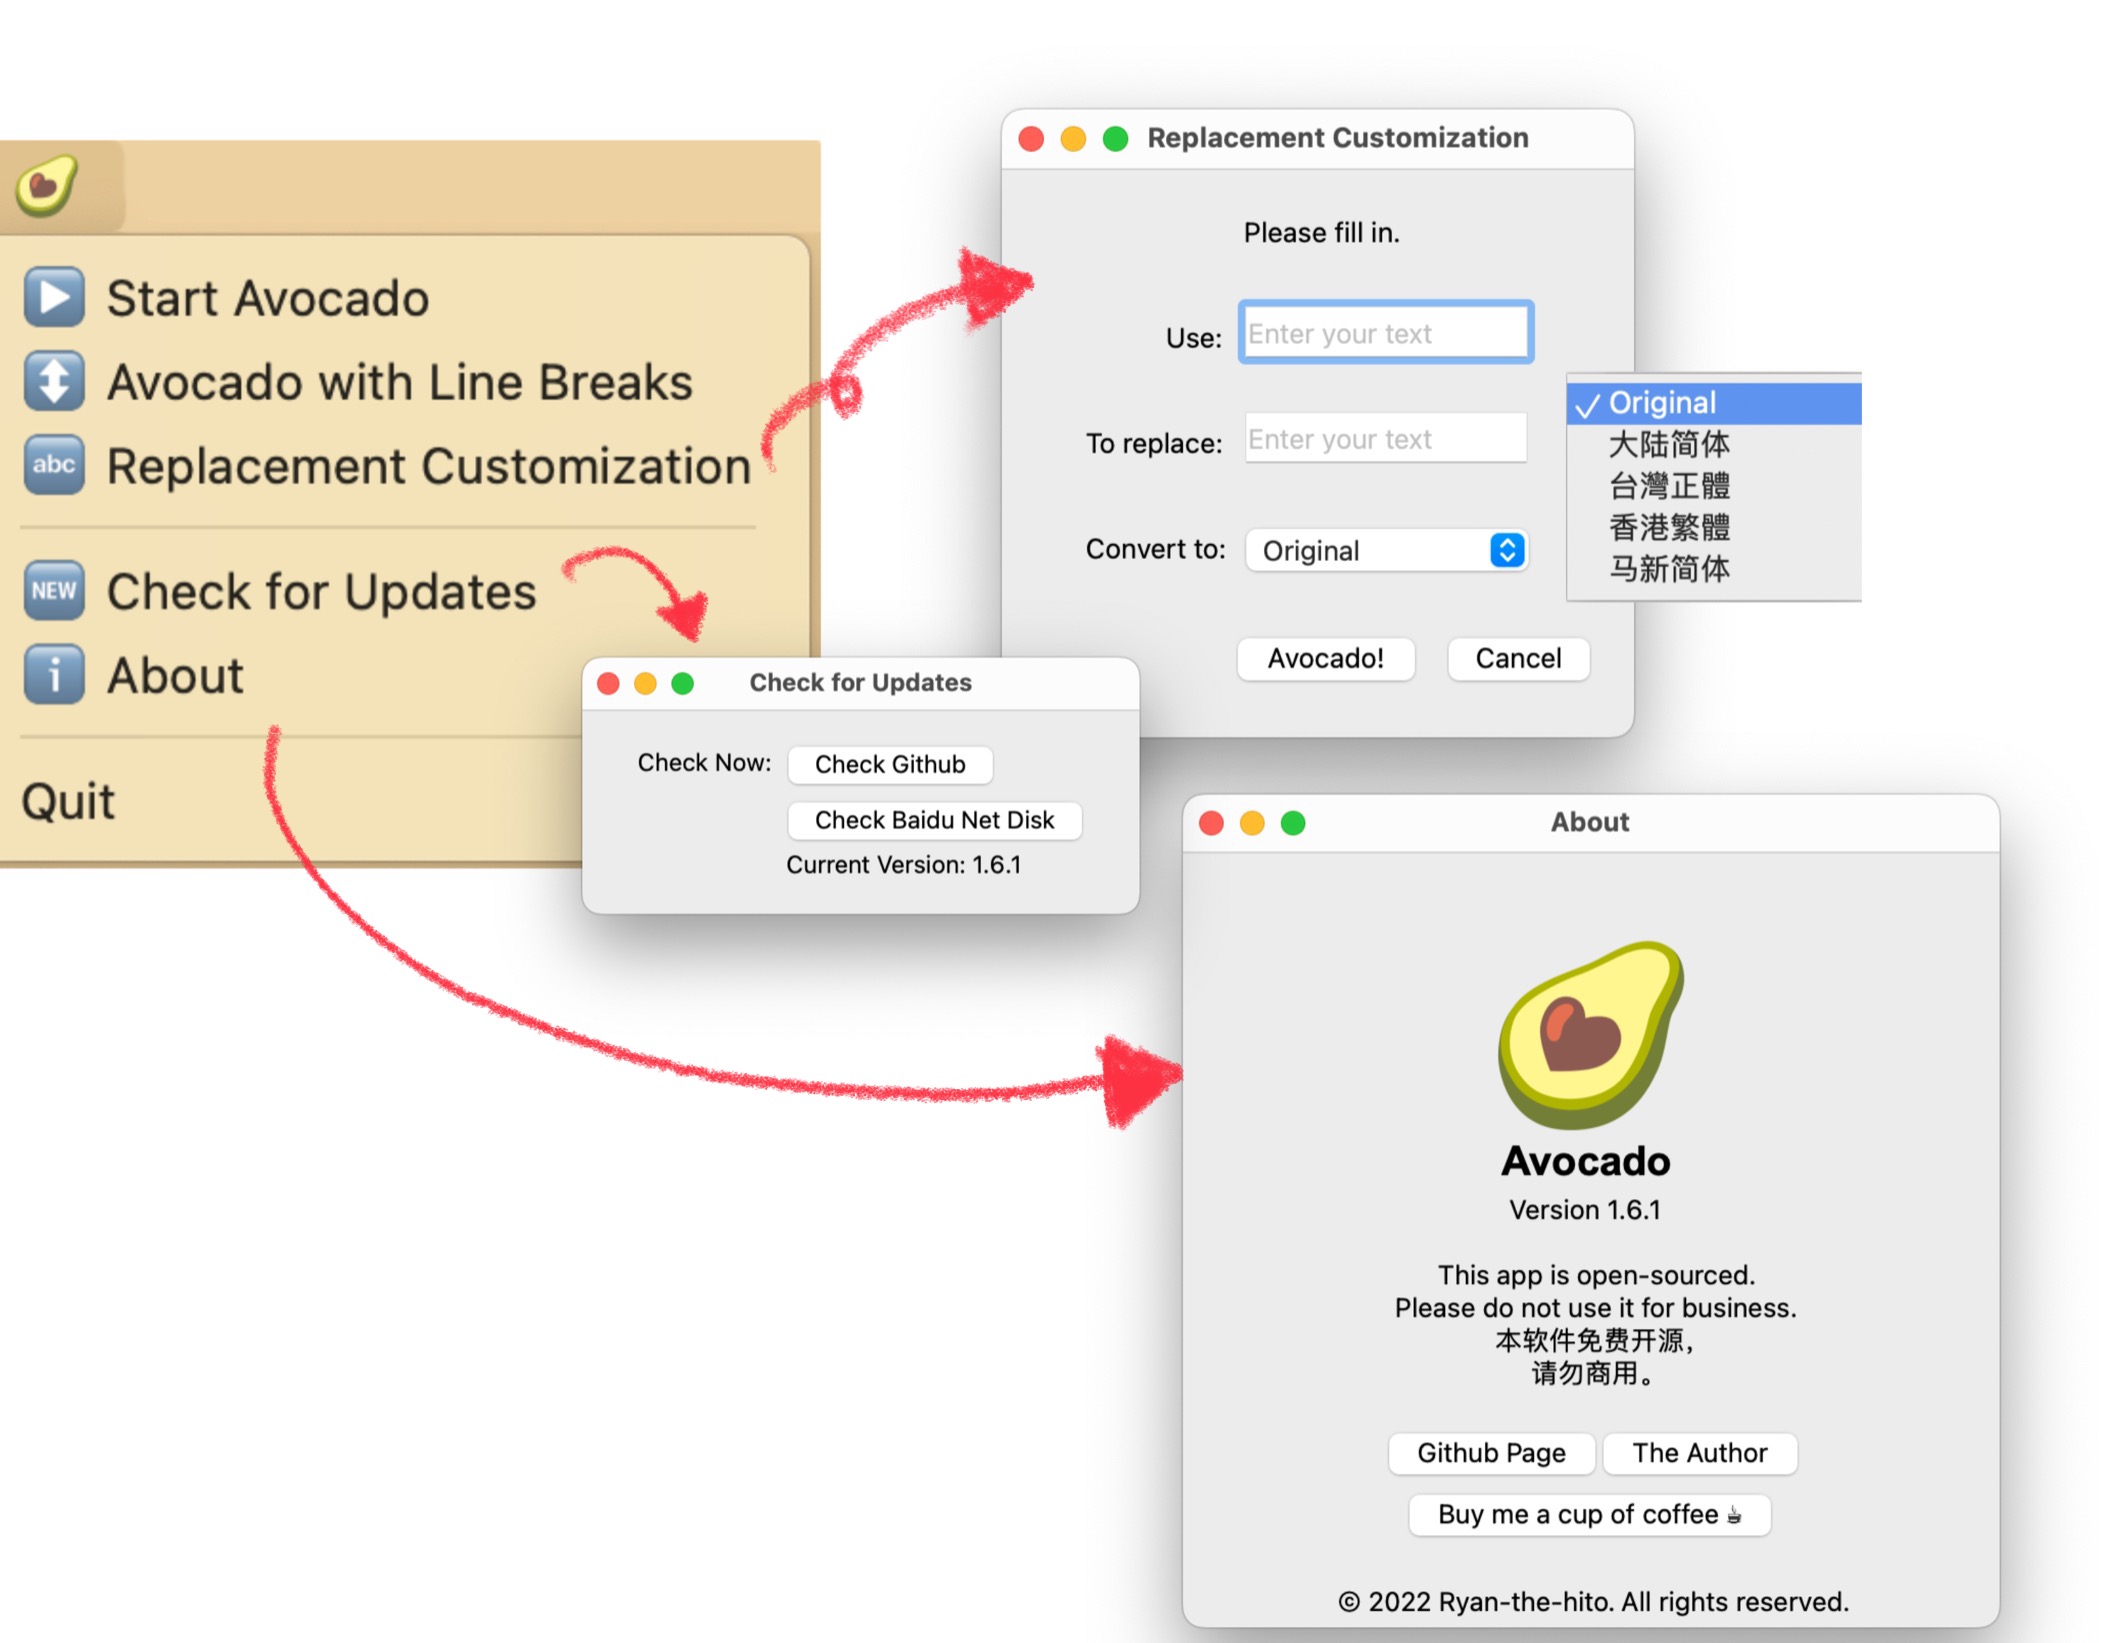 Start Avocado
Avocado with Line Breaks
abc Replacement Customization
NEW Check for Updates
i About
Quit
Replacement Customization
Please fill in.
Use: Enter your text
To replace: Enter your text
Convert to: Original
Avocado! Cancel
✓ Original
大陆简体
台灣正體
香港繁體
马新简体
Check for Updates
Check Now: Check Github
Check Baidu Net Disk
Current Version: 1.6.1
About
Avocado
Version 1.6.1
This app is open-sourced.
Please do not use it for business.
本软件免费开源，
请勿商用。
Github Page The Author
Buy me a cup of coffee ☕
© 2022 Ryan-the-hito. All rights reserved.